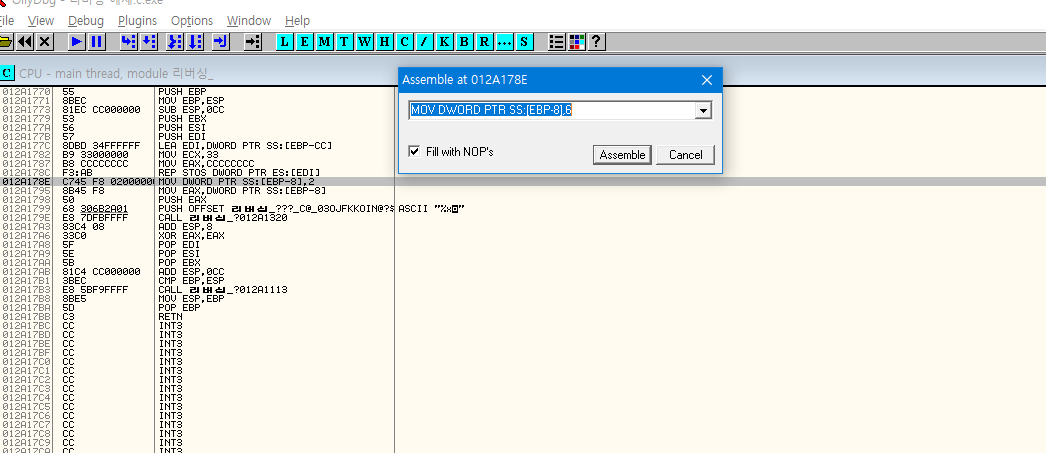 OllyDbg - 리버싱 예제.c.exe
File View Debug Plugins Options Window Help
L E M T W H C / K B R ... S ?
C CPU - main thread, module 리버싱_
Assemble at 012A178E
MOV DWORD PTR SS:[EBP-8],6
Fill with NOP's
Assemble Cancel
012A1770 55 PUSH EBP
012A1771 8BEC MOV EBP,ESP
012A1773 81EC CC000000 SUB ESP,0CC
012A1779 53 PUSH EBX
012A177A 56 PUSH ESI
012A177B 57 PUSH EDI
012A177C 8DBD 34FFFFFF LEA EDI,DWORD PTR SS:[EBP-CC]
012A1782 B9 33000000 MOV ECX,33
012A1787 B8 CCCCCCCC MOV EAX,CCCCCCCC
012A178C F3:AB REP STOS DWORD PTR ES:[EDI]
012A178E C745 F8 0200000 MOV DWORD PTR SS:[EBP-8],2
012A1795 8B45 F8 MOV EAX,DWORD PTR SS:[EBP-8]
012A1798 50 PUSH EAX
012A1799 68 306B2A01 PUSH OFFSET 리버싱_???_C@_03OJFKKOIN@?$ ASCII
012A179E E8 7DFBFFFF CALL 리버싱_?012A1320
012A17A3 83C4 08 ADD ESP,8
012A17A6 33C0 XOR EAX,EAX
012A17A8 5F POP EDI
012A17A9 5E POP ESI
012A17AA 5B POP EBX
012A17AB 81C4 CC000000 ADD ESP,0CC
012A17B1 3BEC CMP EBP,ESP
012A17B3 E8 5BF9FFFF CALL 리버싱_?012A1113
012A17B8 8BE5 MOV ESP,EBP
012A17BA 5D POP EBP
012A17BB C3 RETN
012A17BC CC INT3
012A17BD CC INT3
012A17BE CC INT3
012A17BF CC INT3
012A17C0 CC INT3
012A17C1 CC INT3
012A17C2 CC INT3
012A17C3 CC INT3
012A17C4 CC INT3
012A17C5 CC INT3
012A17C6 CC INT3
012A17C7 CC INT3
012A17C8 CC INT3
012A17C9 CC INT3
012A17CA CC INT3